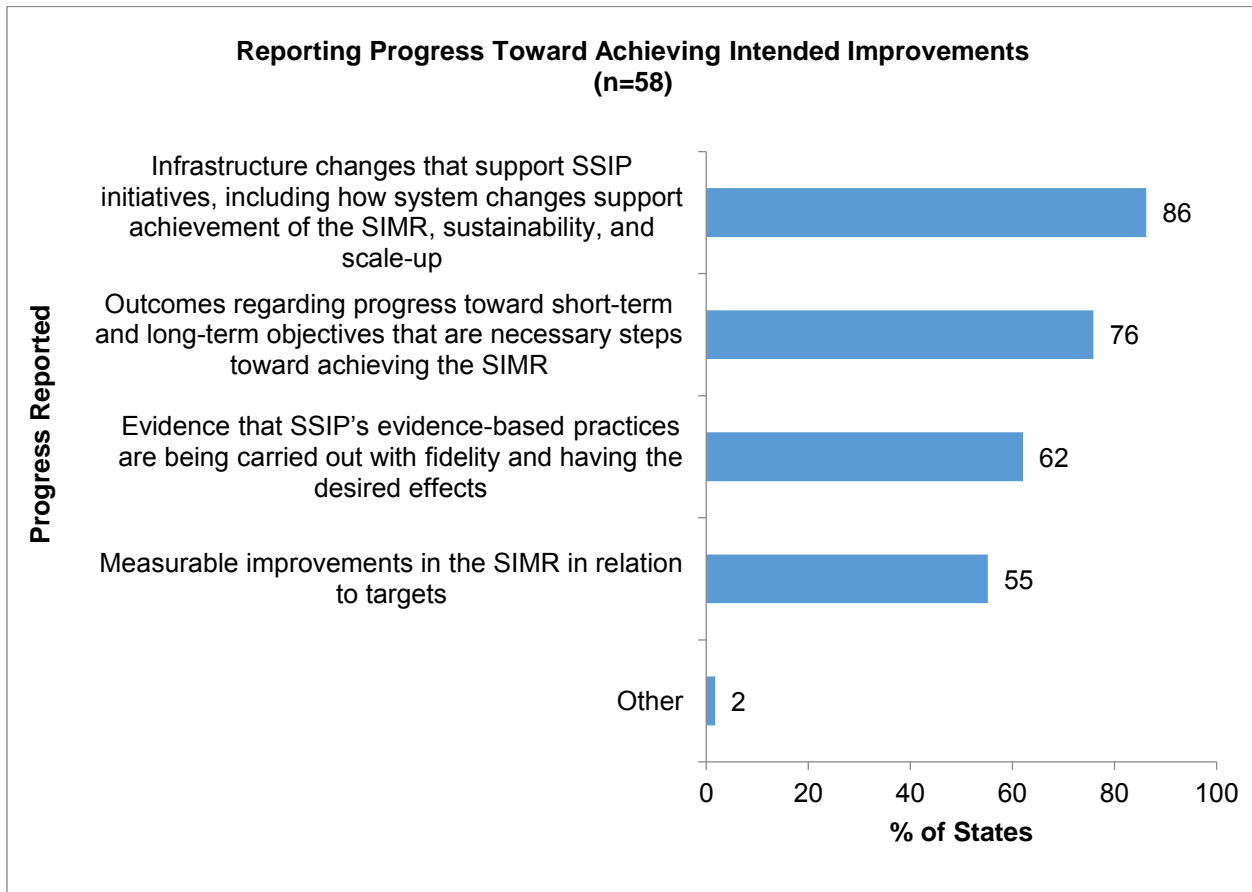 Reporting Progress Toward Achieving Intended Improvements
(n=58)
Progress Reported
Infrastructure changes that support SSIP
initiatives, including how system changes support
achievement of the SIMR, sustainability, and
scale-up
86
Outcomes regarding progress toward short-term
and long-term objectives that are necessary steps
toward achieving the SIMR
76
Evidence that SSIP’s evidence-based practices
are being carried out with fidelity and having the
desired effects
62
Measurable improvements in the SIMR in relation
to targets
55
Other
2
0 20 40 60 80 100
% of States